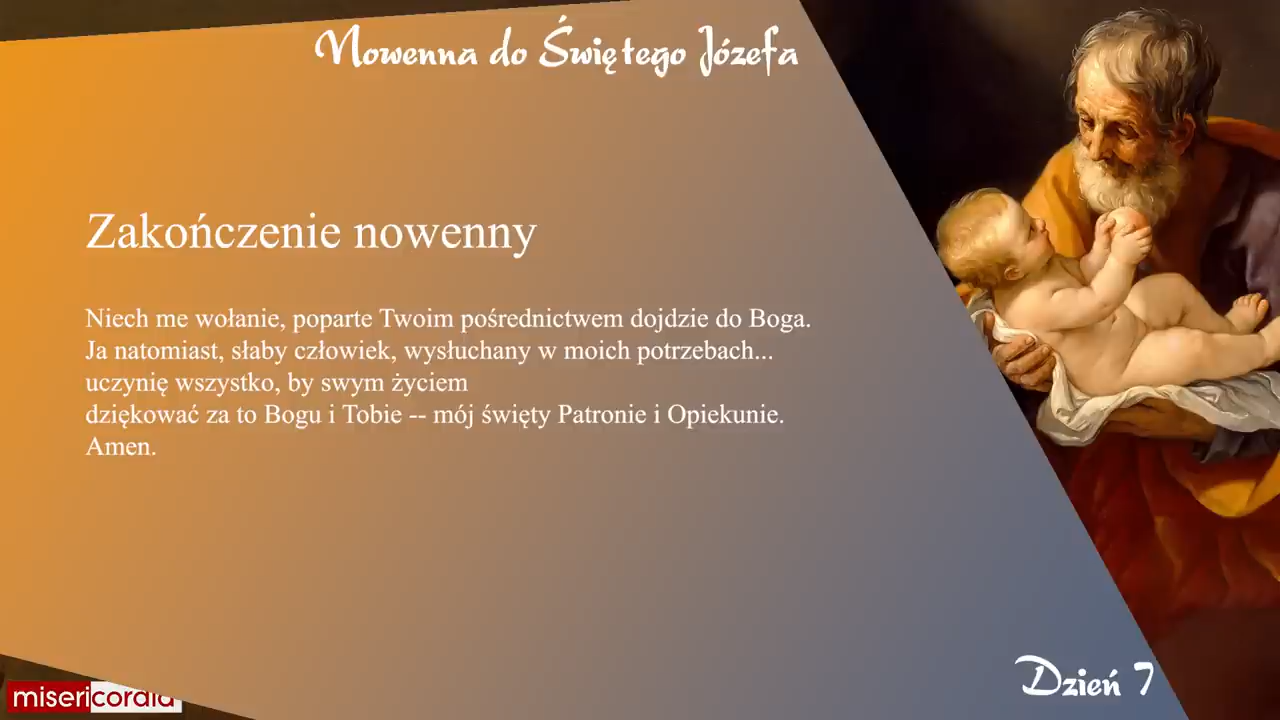 Nowenna do Świętego Józefa
Zakończenie nowenny
Niech me wołanie, poparte Twoim pośrednictwem dojdzie do Boga.
Ja natomiast, słaby człowiek, wysłuchany w moich potrzebach...
uczynię wszystko, by swym życiem
dziękować za to Bogu i Tobie -- mój święty Patronie i Opiekunie.
Amen.
Dzień 7
misericordia